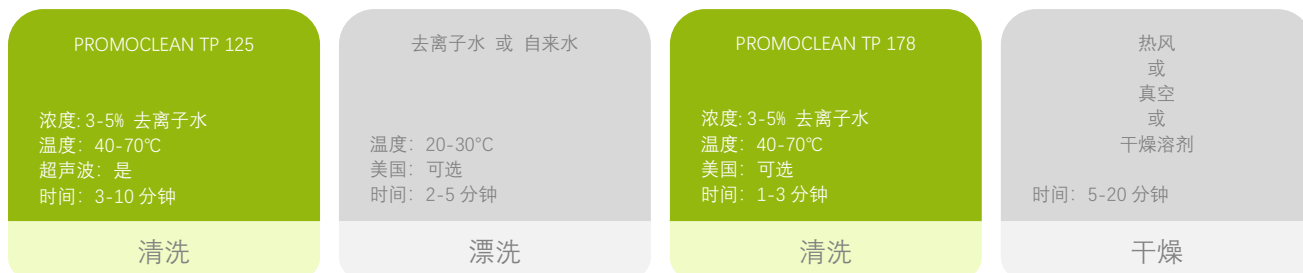 PROMOCLEAN TP 125
浓度: 3-5% 去离子水
温度：40-70℃
超声波：是
时间：3-10 分钟
清洗
去离子水 或 自来水
温度：20-30℃
美国：可选
时间：2-5 分钟
漂洗
PROMOCLEAN TP 178
浓度: 3-5% 去离子水
温度：40-70℃
美国：可选
时间：1-3 分钟
清洗
热风
或
真空
或
干燥溶剂
时间：5-20 分钟
干燥